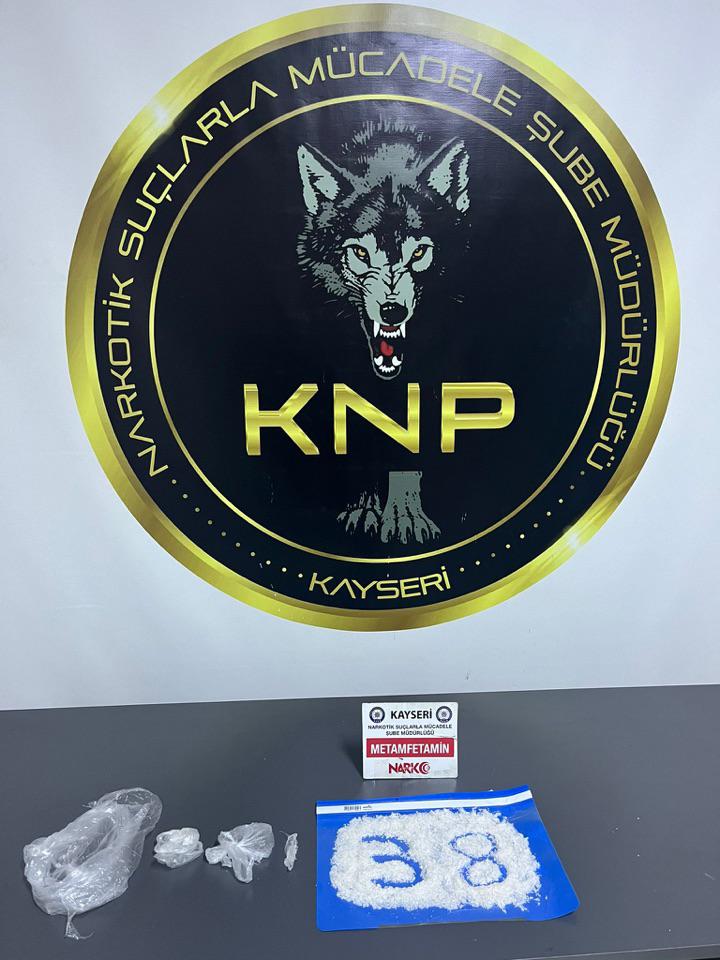 NARKOTİK SUÇLARLA MÜCADELE ŞUBE MÜDÜRLÜĞÜ
KNP
KAYSERİ
KAYSERİ
NARKOTİK SUÇLARLA MÜCADELE
ŞUBE MÜDÜRLÜĞÜ
METAMFETAMİN
NARKO
38